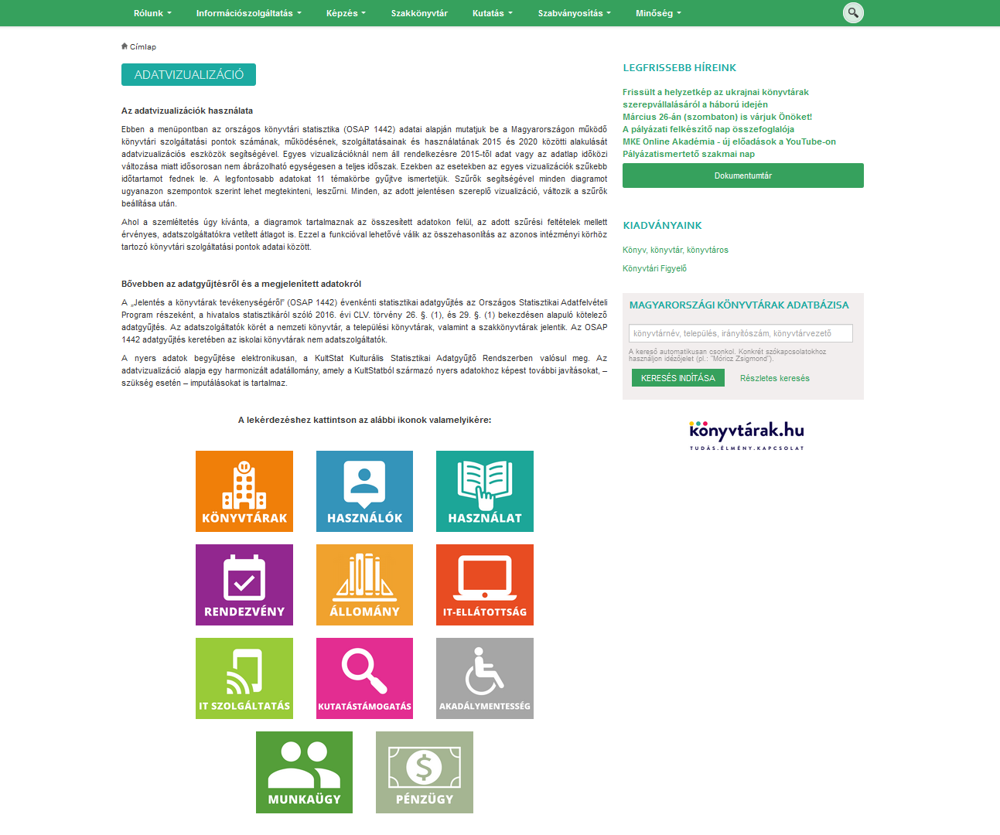 Rólunk
Információszolgáltatás
Képzés
Szakkönyvtár
Kutatás
Szabványosítás
Minőség
Címlap
ADATVIZUALIZÁCIÓ
Az adatvizualizációk használata
Ebben a menüpontban az országos könyvtári statisztika (OSAP 1442) adatai alapján mutatjuk be a Magyarországon működő
könyvtári szolgáltatási pontok számának, működésének, szolgáltatásainak és használatának 2015 és 2020 közötti alakulását
adatvizualizációs eszközök segítségével. Egyes vizualizációknál nem áll rendelkezésre 2015-től adat vagy az adatlap időközi
változása miatt idősorosan nem ábrázolható egységesen a teljes időszak. Ezekben az esetekben az egyes vizualizációk szűkebb
időtartamot fednek le. A legfontosabb adatokat 11 témakörbe gyűjtve ismertetjük. Szűrők segítségével minden diagramot
ugyanazon szempontok szerint lehet megtekinteni, leszűrni. Minden, az adott jelentésen szereplő vizualizáció, változik a szűrők
beállítása után.
Ahol a szemléltetés úgy kívánta, a diagramok tartalmaznak az összesített adatokon felül, az adott szűrési feltételek mellett
érvényes, adatszolgáltatókra vetített átlagot is. Ezzel a funkcióval lehetővé válik az összehasonlítás az azonos intézményi körhöz
tartozó könyvtári szolgáltatási pontok adatai között.
Bővebben az adatgyűjtésről és a megjelenített adatokról
A „Jelentés a könyvtárak tevékenységéről” (OSAP 1442) évenkénti statisztikai adatgyűjtés az Országos Statisztikai Adatfelvételi
Program részeként, a hivatalos statisztikáról szóló 2016. évi CLV. törvény 26. §. (1), és 29. §. (1) bekezdésen alapuló kötelező
adatgyűjtés. Az adatszolgáltatók körét a nemzeti könyvtár, a települési könyvtárak, valamint a szakkönyvtárak jelentik. Az OSAP
1442 adatgyűjtés keretében az iskolai könyvtárak nem adatszolgáltatók.
A nyers adatok begyűjtése elektronikusan, a KultStat Kulturális Statisztikai Adatgyűjtő Rendszerben valósul meg. Az
adatvizualizáció alapja egy harmonizált adatállomány, amely a KultStatból származó nyers adatokhoz képest további javításokat, –
szükség esetén – imputálásokat is tartalmaz.
A lekérdezéshez kattintson az alábbi ikonok valamelyikére:
KÖNYVTÁRAK
HASZNÁLÓK
HASZNÁLAT
RENDEZVÉNY
ÁLLOMÁNY
IT-ELLÁTOTTSÁG
IT SZOLGÁLTATÁS
KUTATÁSTÁMOGATÁS
AKADÁLYMENTESSÉG
MUNKAÜGY
PÉNZÜGY
LEGFRISSEBB HÍREINK
Frissült a helyzetkép az ukrajnai könyvtárak
szerepvállalásáról a háború idején
Március 26-án (szombaton) is várjuk Önöket!
A pályázati felkészítő nap összefoglalója
MKE Online Akadémia - új előadások a YouTube-on
Pályázatismertető szakmai nap
Dokumentumtár
KIADVÁNYAINK
Könyv, könyvtár, könyvtáros
Könyvtári Figyelő
MAGYARORSZÁGI KÖNYVTÁRAK ADATBÁZISA
könyvtárnév, település, irányítószám, könyvtárvezető
A kereső automatikusan csonkol. Konkrét szókapcsolatokhoz
használjon idézőjelet (pl.: "Móricz Zsigmond").
KERESÉS INDÍTÁSA
Részletes keresés
könyvtárak.hu
TUDÁS.ÉLMÉNY.KAPCSOLAT